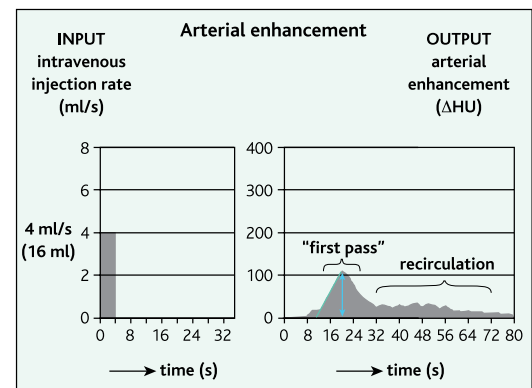 Arterial enhancement
INPUT
intravenous
injection rate
(ml/s)
OUTPUT
arterial
enhancement
(ΔHU)
8
6
4 ml/s
(16 ml)
4
2
0
0 8 16 24 32
time (s)
400
300
200
100
0
"first pass"
recirculation
0 8 16 24 32 40 48 56 64 72 80
time (s)